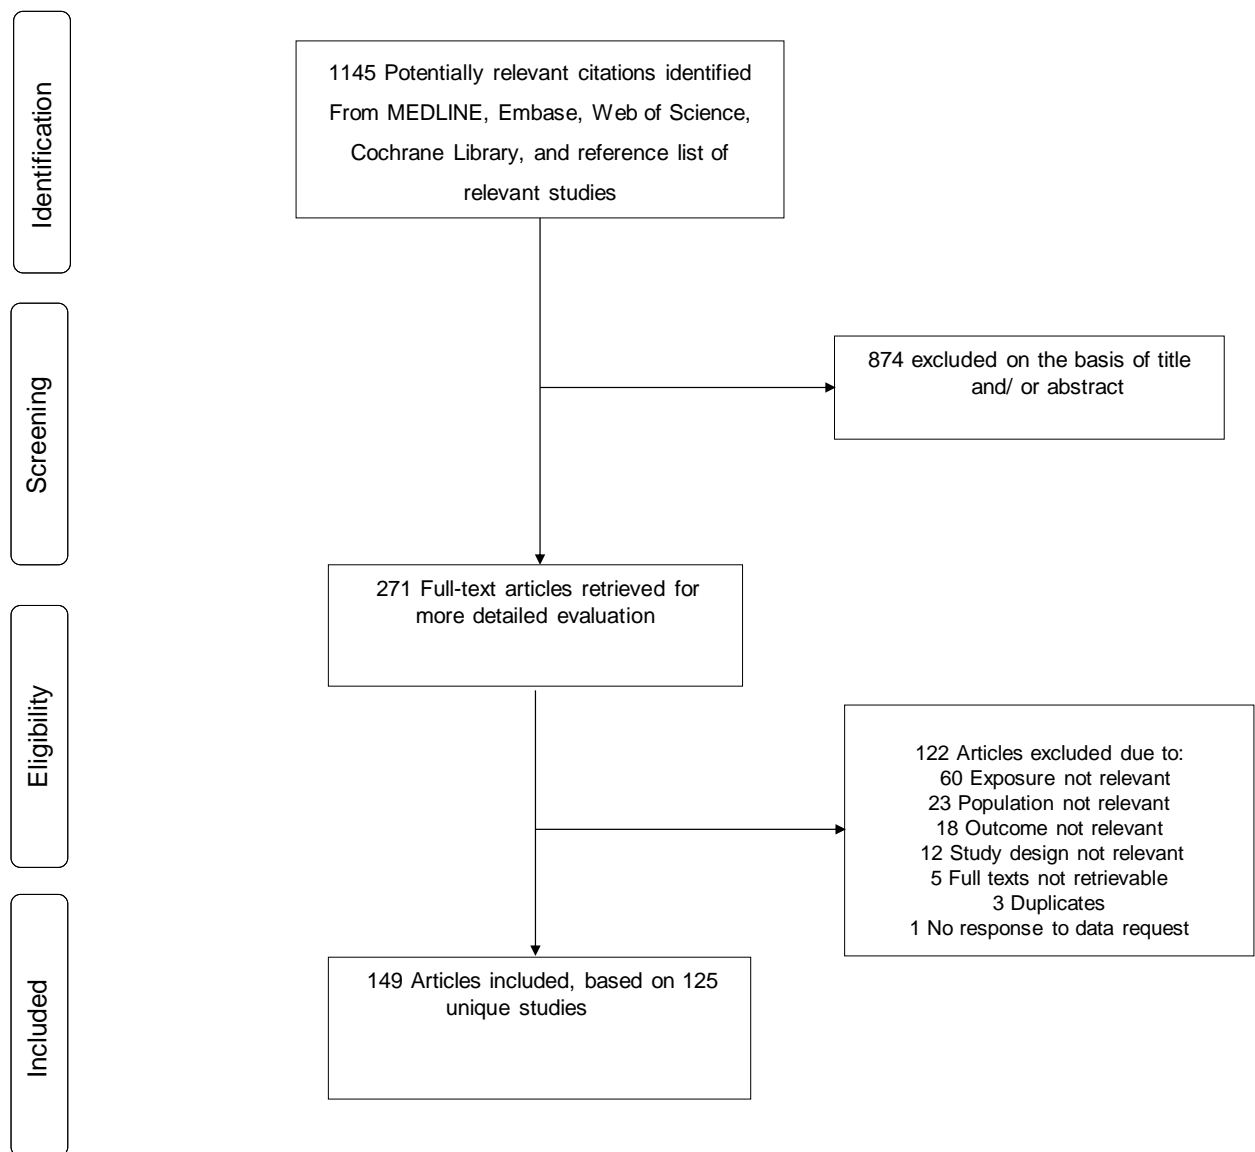 Identification
1145 Potentially relevant citations identified
From MEDLINE, Embase, Web of Science,
Cochrane Library, and reference list of
relevant studies
Screening
874 excluded on the basis of title
and/ or abstract
271 Full-text articles retrieved for
more detailed evaluation
Eligibility
122 Articles excluded due to:
60 Exposure not relevant
23 Population not relevant
18 Outcome not relevant
12 Study design not relevant
5 Full texts not retrievable
3 Duplicates
1 No response to data request
Included
149 Articles included, based on 125
unique studies